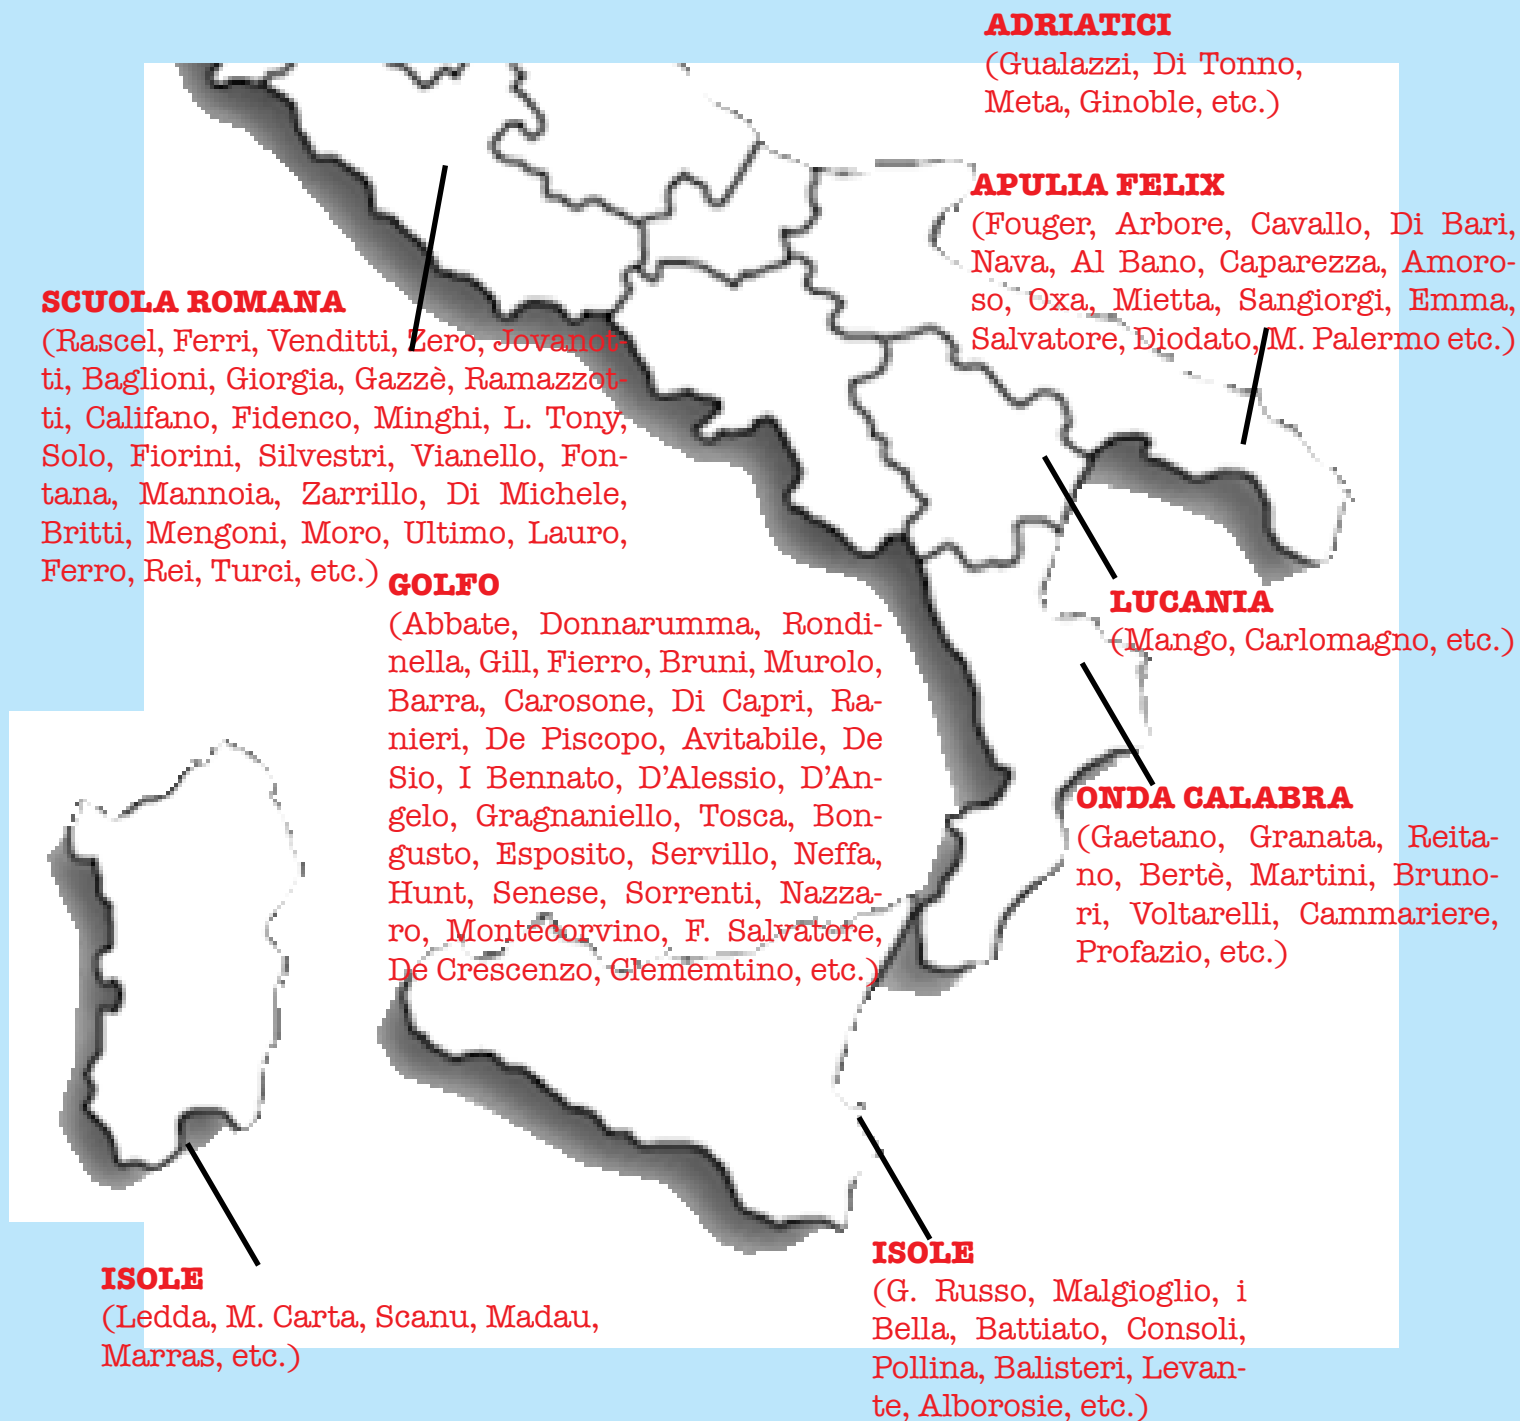 ADRIATICI
(Gualazzi, Di Tonno,
Meta, Ginoble, etc.)
APULIA FELIX
(Fouger, Arbore, Cavallo, Di Bari,
Nava, Al Bano, Caparezza, Amoro-
so, Oxa, Mietta, Sangiorgi, Emma,
Salvatore, Diodato, M. Palermo etc.)
SCUOLA ROMANA
(Rascel, Ferri, Venditti, Zero, Jovanot-
ti, Baglioni, Giorgia, Gazzè, Ramazzot-
ti, Califano, Fidenco, Minghi, L. Tony,
Solo, Fiorini, Silvestri, Vianello, Fon-
tana, Mannoia, Zarrillo, Di Michele,
Britti, Mengoni, Moro, Ultimo, Lauro,
Ferro, Rei, Turci, etc.)
GOLFO
(Abbate, Donnarumma, Rondi-
nella, Gill, Fierro, Bruni, Murolo,
Barra, Carosone, Di Capri, Ra-
nieri, De Piscopo, Avitabile, De
Sio, I Bennato, D'Alessio, D'An-
gelo, Gragnaniello, Tosca, Bon-
gusto, Esposito, Servillo, Neffa,
Hunt, Senese, Sorrenti, Nazza-
ro, Montecorvino, F. Salvatore,
De Crescenzo, Clememtino, etc.)
LUCANIA
(Mango, Carlomagno, etc.)
ONDA CALABRA
(Gaetano, Granata, Reita-
no, Bertè, Martini, Bruno-
ri, Voltarelli, Cammariere,
Profazio, etc.)
ISOLE
(Ledda, M. Carta, Scanu, Madau,
Marras, etc.)
ISOLE
(G. Russo, Malgioglio, i
Bella, Battiato, Consoli,
Pollina, Balisteri, Levan-
te, Alborosie, etc.)